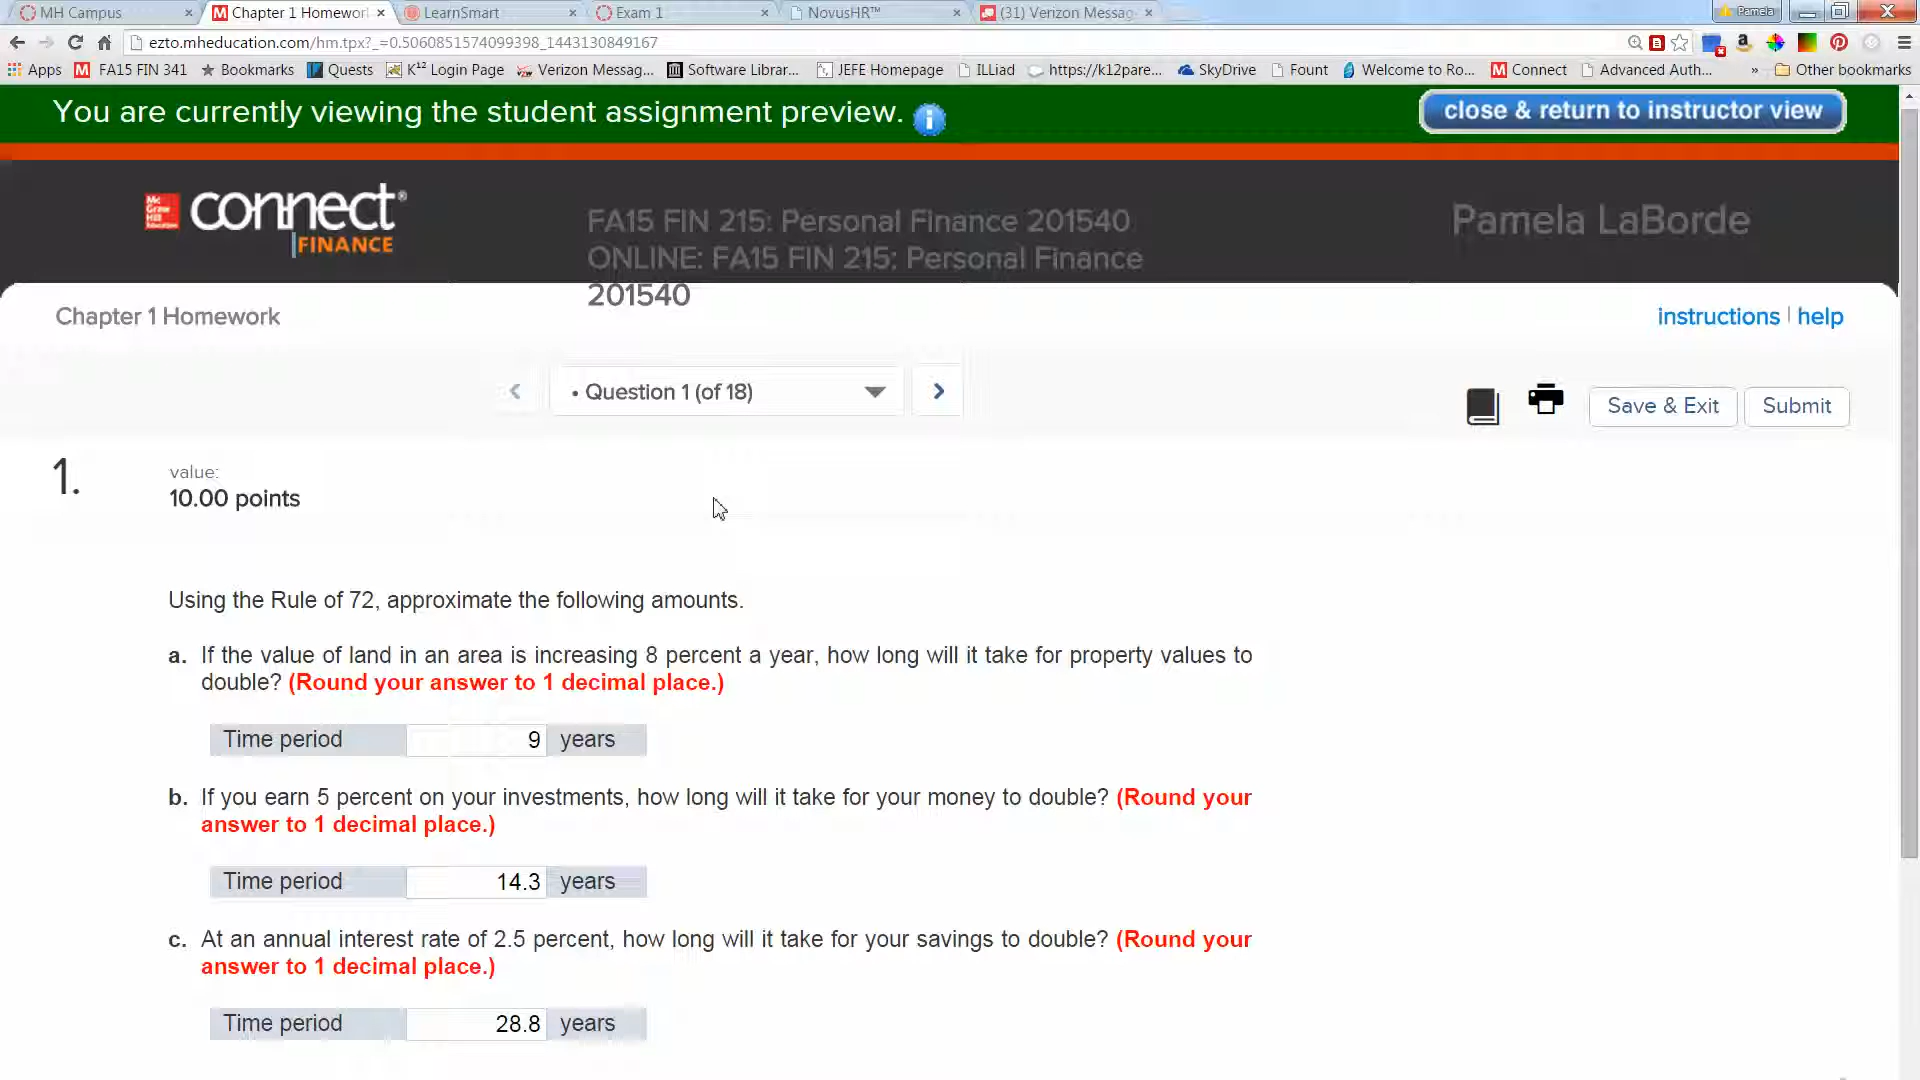 MH Campus
Chapter 1 Homework
LearnSmart
Exam 1
NovusHR™
(31) Verizon Messag
Pamela
ezto.mheducation.com/hm.tpx?_=0.5060851574099398_1443130849167
Apps
FA15 FIN 341
Bookmarks
Quests
K¹² Login Page
Verizon Messag...
Software Librar...
JEFE Homepage
ILLiad
https://k12pare...
SkyDrive
Fount
Welcome to Ro...
Connect
Advanced Auth...
»
Other bookmarks
You are currently viewing the student assignment preview.
close & return to instructor view
Mc Graw Hill Education
connect®
FINANCE
FA15 FIN 215: Personal Finance 201540
ONLINE: FA15 FIN 215: Personal Finance
201540
Pamela LaBorde
Chapter 1 Homework
instructions | help
• Question 1 (of 18)
Save & Exit
Submit
1.
value:
10.00 points
Using the Rule of 72, approximate the following amounts.
a. If the value of land in an area is increasing 8 percent a year, how long will it take for property values to
double? (Round your answer to 1 decimal place.)
Time period 9 years
b. If you earn 5 percent on your investments, how long will it take for your money to double? (Round your
answer to 1 decimal place.)
Time period 14.3 years
c. At an annual interest rate of 2.5 percent, how long will it take for your savings to double? (Round your
answer to 1 decimal place.)
Time period 28.8 years